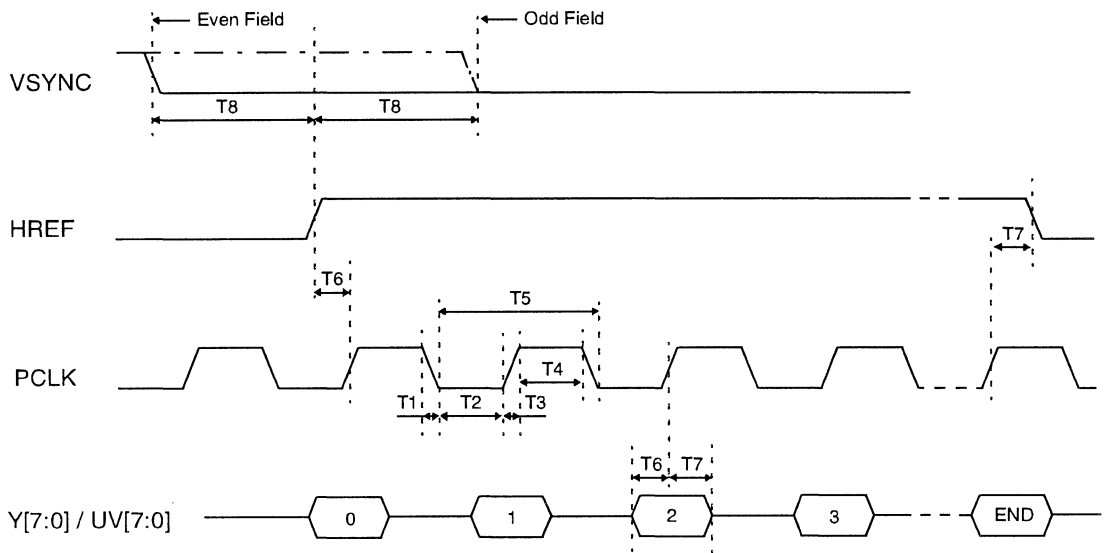 Even Field
Odd Field
VSYNC
T8 T8
HREF
T7
T6
T5
PCLK
T4
T1 T2 T3
T6 T7
Y[7:0] / UV[7:0]
0 1 2 3 END